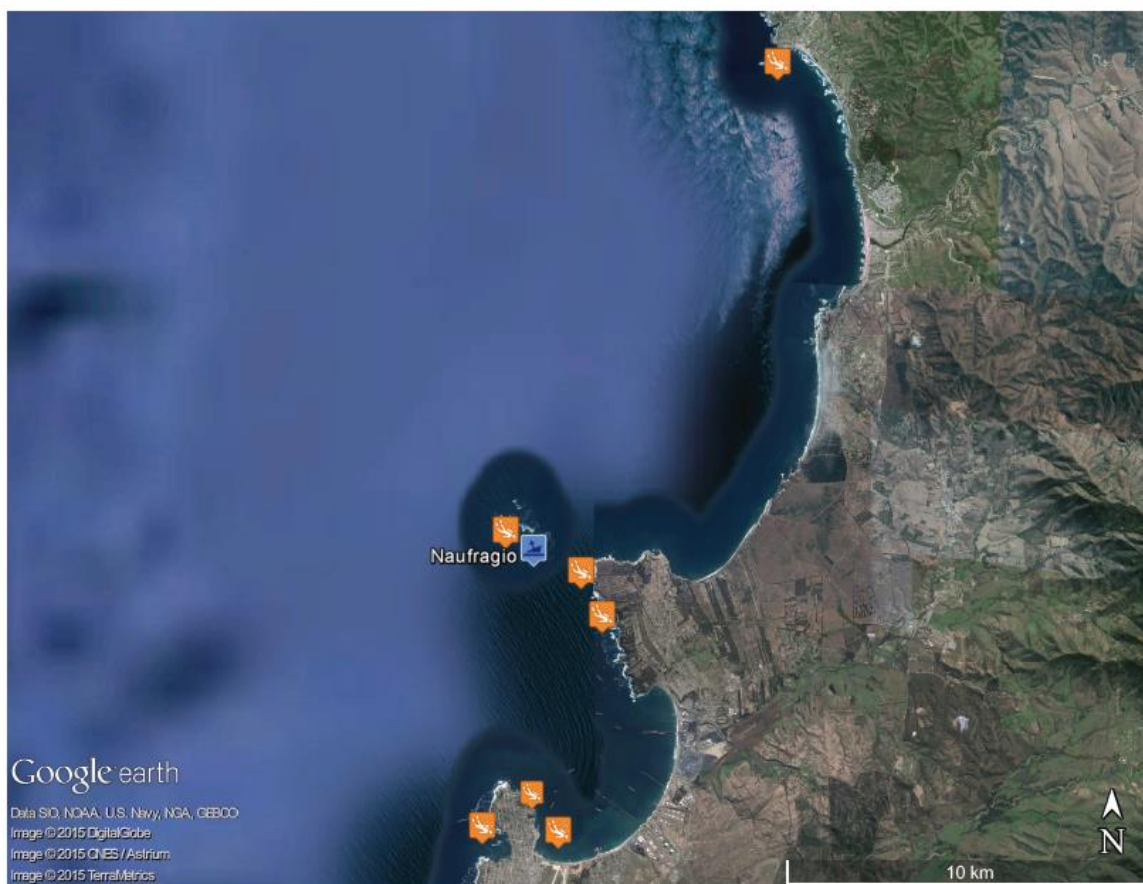 Naufragio
Google earth
Data SIO, NOAA, U.S. Navy, NGA, GEBCO
Image © 2015 DigitalGlobe
Image © 2015 CNES / Astrium
Image © 2015 TerraMetrics
N
10 km